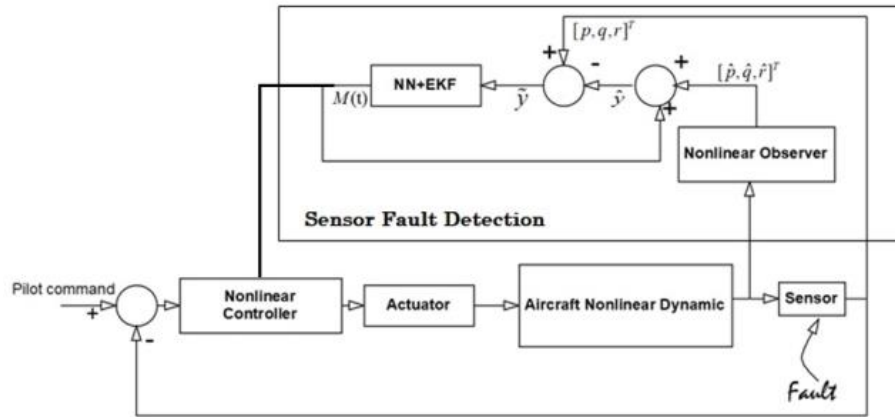 [p,q,r]ᵀ
+
-
+
[p̂,q̂,r̂]ᵀ
NN+EKF
M(t)
ỹ
ŷ
+
Nonlinear Observer
Sensor Fault Detection
Pilot command
+
-
Nonlinear
Controller
Actuator
Aircraft Nonlinear Dynamic
Sensor
Fault